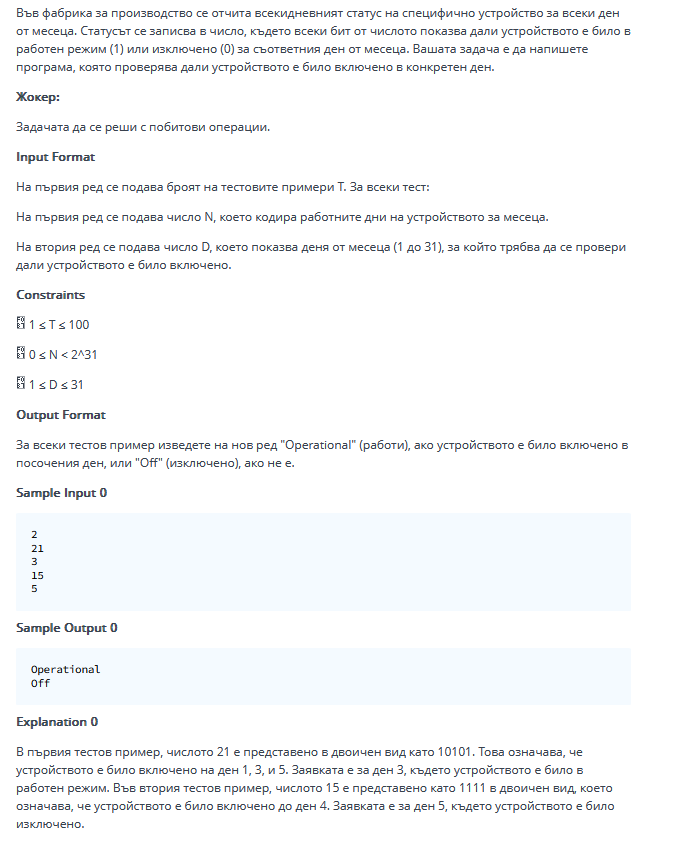 Във фабрика за производство се отчита всекидневният статус на специфично устройство за всеки ден
от месеца. Статусът се записва в число, където всеки бит от числото показва дали устройството е било в
работен режим (1) или изключено (0) за съответния ден от месеца. Вашата задача е да напишете
програма, която проверява дали устройството е било включено в конкретен ден.
Жокер:
Задачата да се реши с побитови операции.
Input Format
На първия ред се подава броят на тестовите примери T. За всеки тест:
На първия ред се подава число N, което кодира работните дни на устройството за месеца.
На втория ред се подава число D, което показва деня от месеца (1 до 31), за който трябва да се провери
дали устройството е било включено.
Constraints
1 ≤ T ≤ 100
0 ≤ N < 2^31
1 ≤ D ≤ 31
Output Format
За всеки тестов пример изведете на нов ред "Operational" (работи), ако устройството е било включено в
посочения ден, или "Off" (изключено), ако не е.
Sample Input 0
2
21
3
15
5
Sample Output 0
Operational
Off
Explanation 0
В първия тестов пример, числото 21 е представено в двоичен вид като 10101. Това означава, че
устройството е било включено на ден 1, 3, и 5. Заявката е за ден 3, където устройството е било в
работен режим. Във втория тестов пример, числото 15 е представено като 1111 в двоичен вид, което
означава, че устройството е било включено до ден 4. Заявката е за ден 5, където устройството е било
изключено.